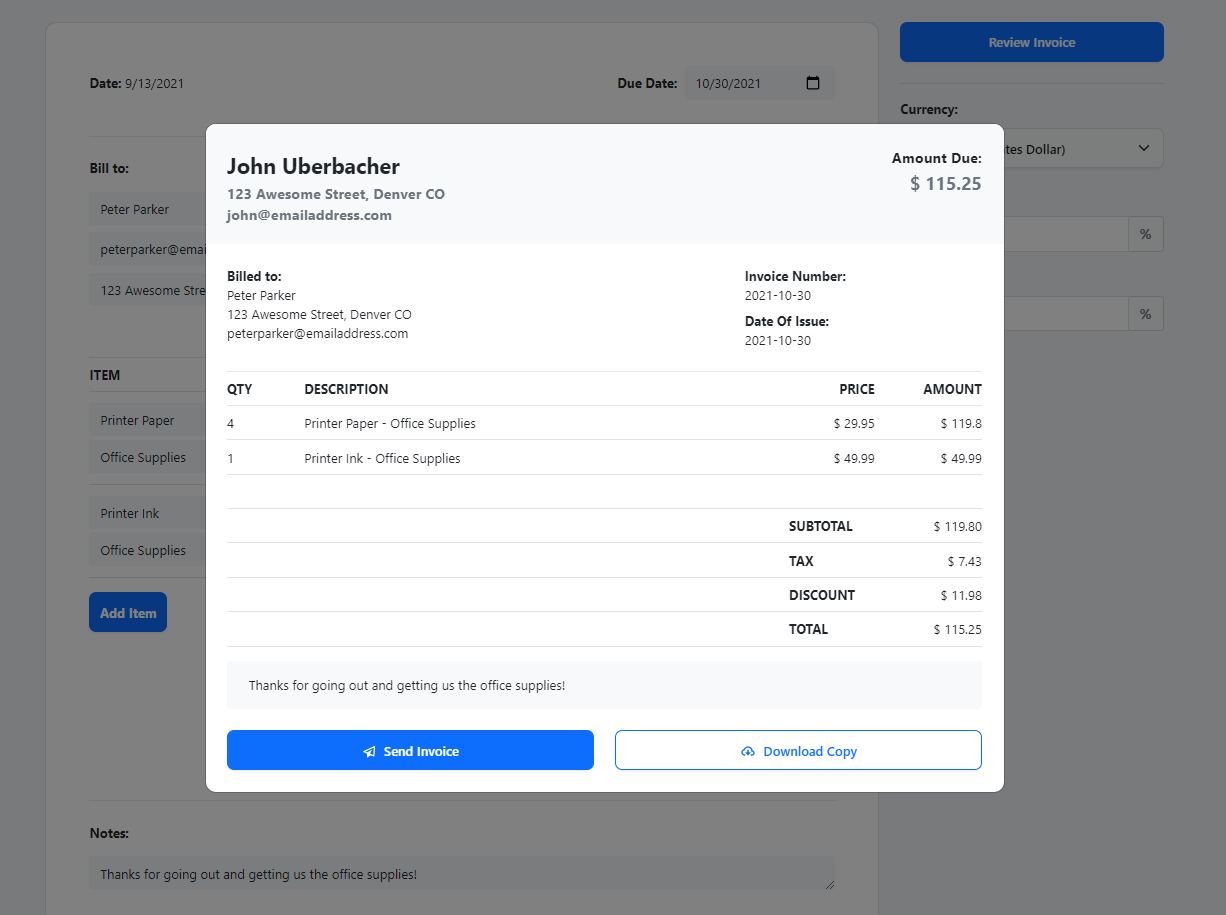 Review Invoice
Date: 9/13/2021
Due Date: 10/30/2021
Currency:
tes Dollar)
%
%
Bill to:
Peter Parker
peterparker@emai
123 Awesome Stre
ITEM
Printer Paper
Office Supplies
Printer Ink
Office Supplies
Add Item
John Uberbacher
123 Awesome Street, Denver CO
john@emailaddress.com
Amount Due:
$ 115.25
Billed to:
Peter Parker
123 Awesome Street, Denver CO
peterparker@emailaddress.com
Invoice Number:
2021-10-30
Date Of Issue:
2021-10-30
QTY DESCRIPTION PRICE AMOUNT
4 Printer Paper - Office Supplies $ 29.95 $ 119.8
1 Printer Ink - Office Supplies $ 49.99 $ 49.99
SUBTOTAL $ 119.80
TAX $ 7.43
DISCOUNT $ 11.98
TOTAL $ 115.25
Thanks for going out and getting us the office supplies!
Send Invoice
Download Copy
Notes:
Thanks for going out and getting us the office supplies!